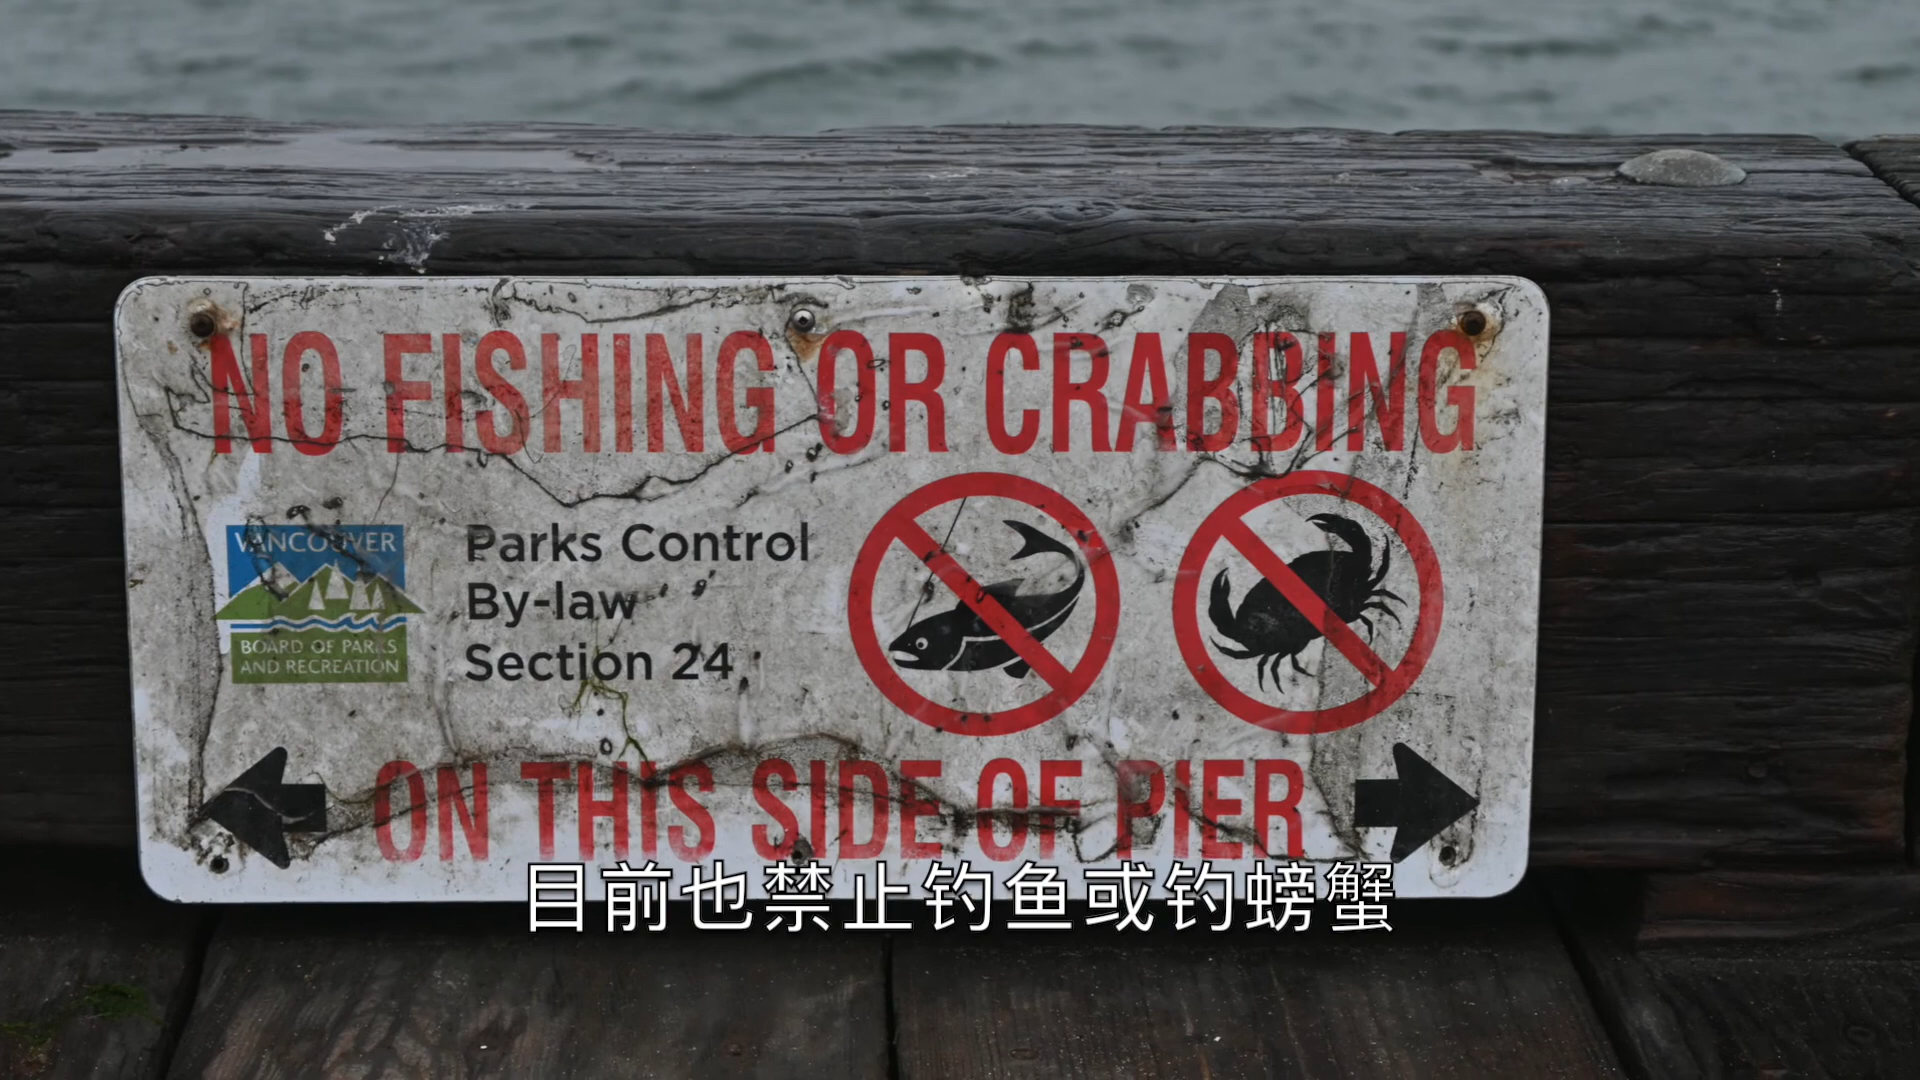 NO FISHING OR CRABBING
VANCOUVER
BOARD OF PARKS
AND RECREATION
Parks Control
By-law
Section 24
ON THIS SIDE OF PIER
目前也禁止钓鱼或钓螃蟹